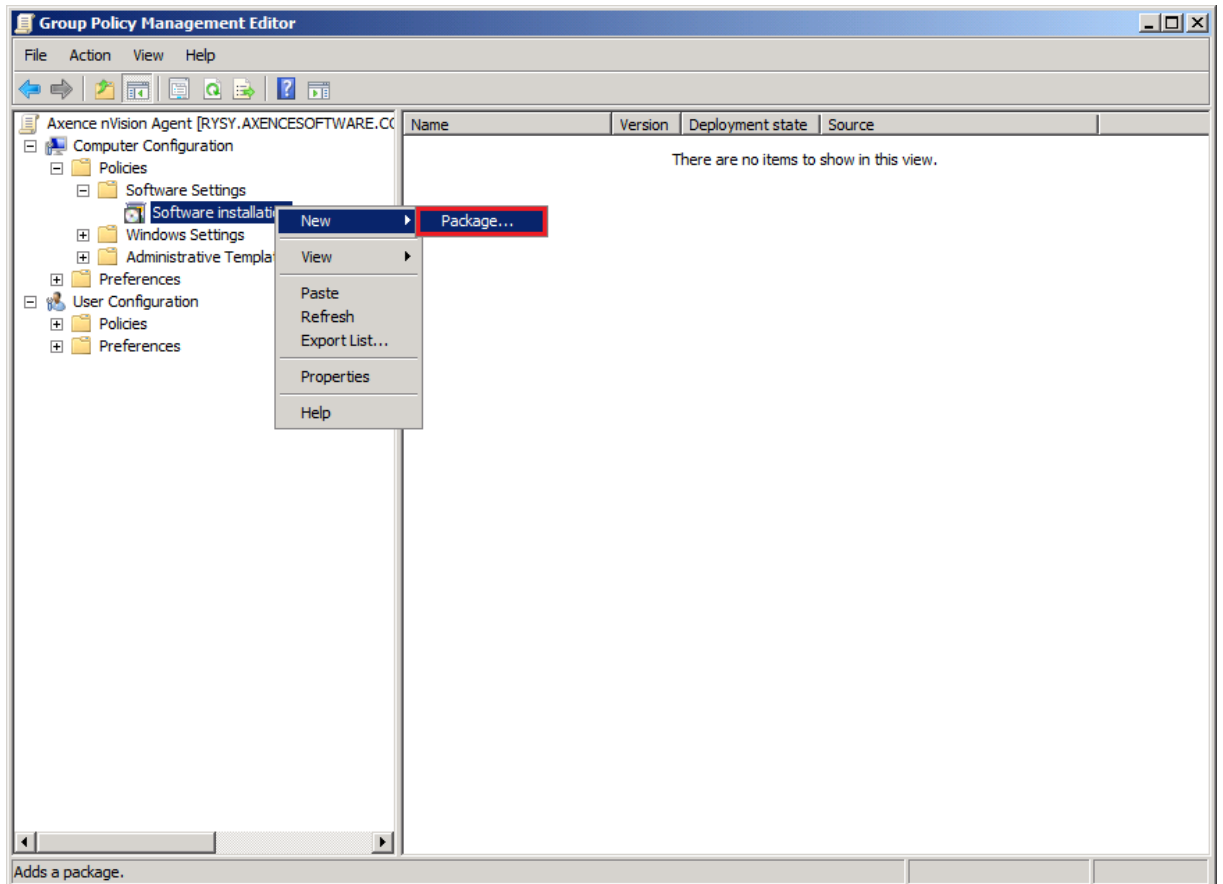 Group Policy Management Editor
File Action View Help
Axence nVision Agent [RYSY.AXENCESOFTWARE.CO
Computer Configuration
Policies
Software Settings
Software installati
Windows Settings
Administrative Templa
Preferences
User Configuration
Policies
Preferences
Name Version Deployment state Source
There are no items to show in this view.
New
Package...
View
Paste
Refresh
Export List...
Properties
Help
Adds a package.